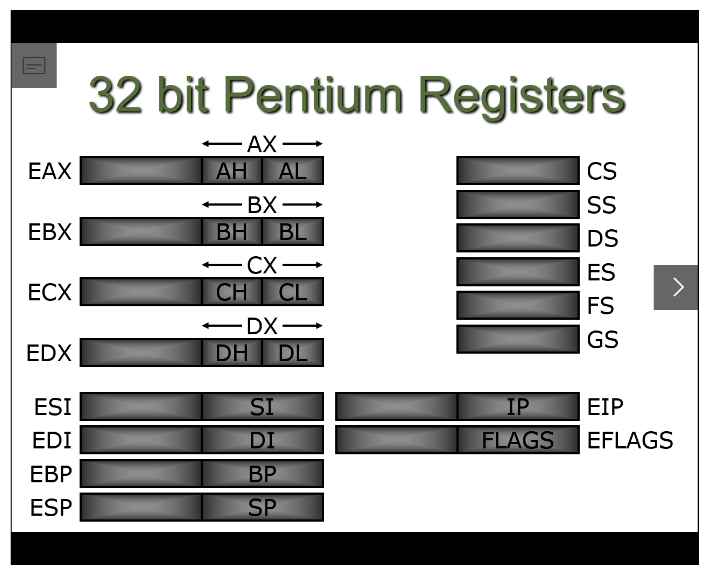 32 bit Pentium Registers
AX
EAX AH AL
BX
EBX BH BL
CX
ECX CH CL
DX
EDX DH DL
CS
SS
DS
ES
FS
GS
ESI SI
EDI DI
EBP BP
ESP SP
IP EIP
FLAGS EFLAGS